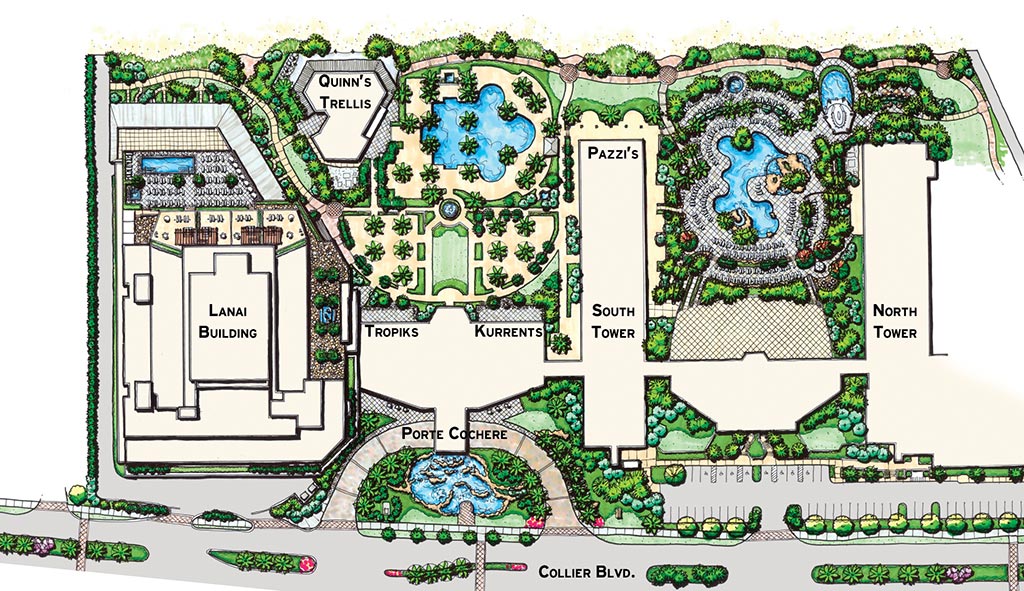 Quinn's
Trellis
Pazzi's
Lanai
Building
Tropiks
Kurrents
South
Tower
North
Tower
Porte Cochere
Collier Blvd.